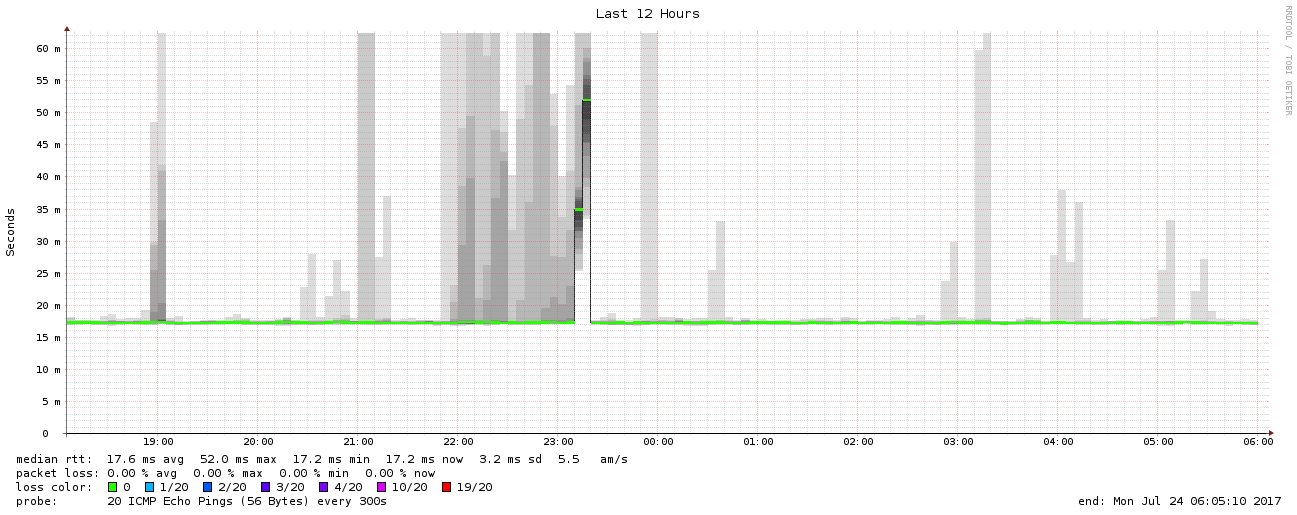 Last 12 Hours
RRDTOOL / TOBI OETIKER
Seconds
60 m
55 m
50 m
45 m
40 m
35 m
30 m
25 m
20 m
15 m
10 m
5 m
0
19:00 20:00 21:00 22:00 23:00 00:00 01:00 02:00 03:00 04:00 05:00 06:00
median rtt: 17.6 ms avg 52.0 ms max 17.2 ms min 17.2 ms now 3.2 ms sd 5.5 am/s
packet loss: 0.00 % avg 0.00 % max 0.00 % min 0.00 % now
loss color: 0 1/20 2/20 3/20 4/20 10/20 19/20
probe: 20 ICMP Echo Pings (56 Bytes) every 300s end: Mon Jul 24 06:05:10 2017